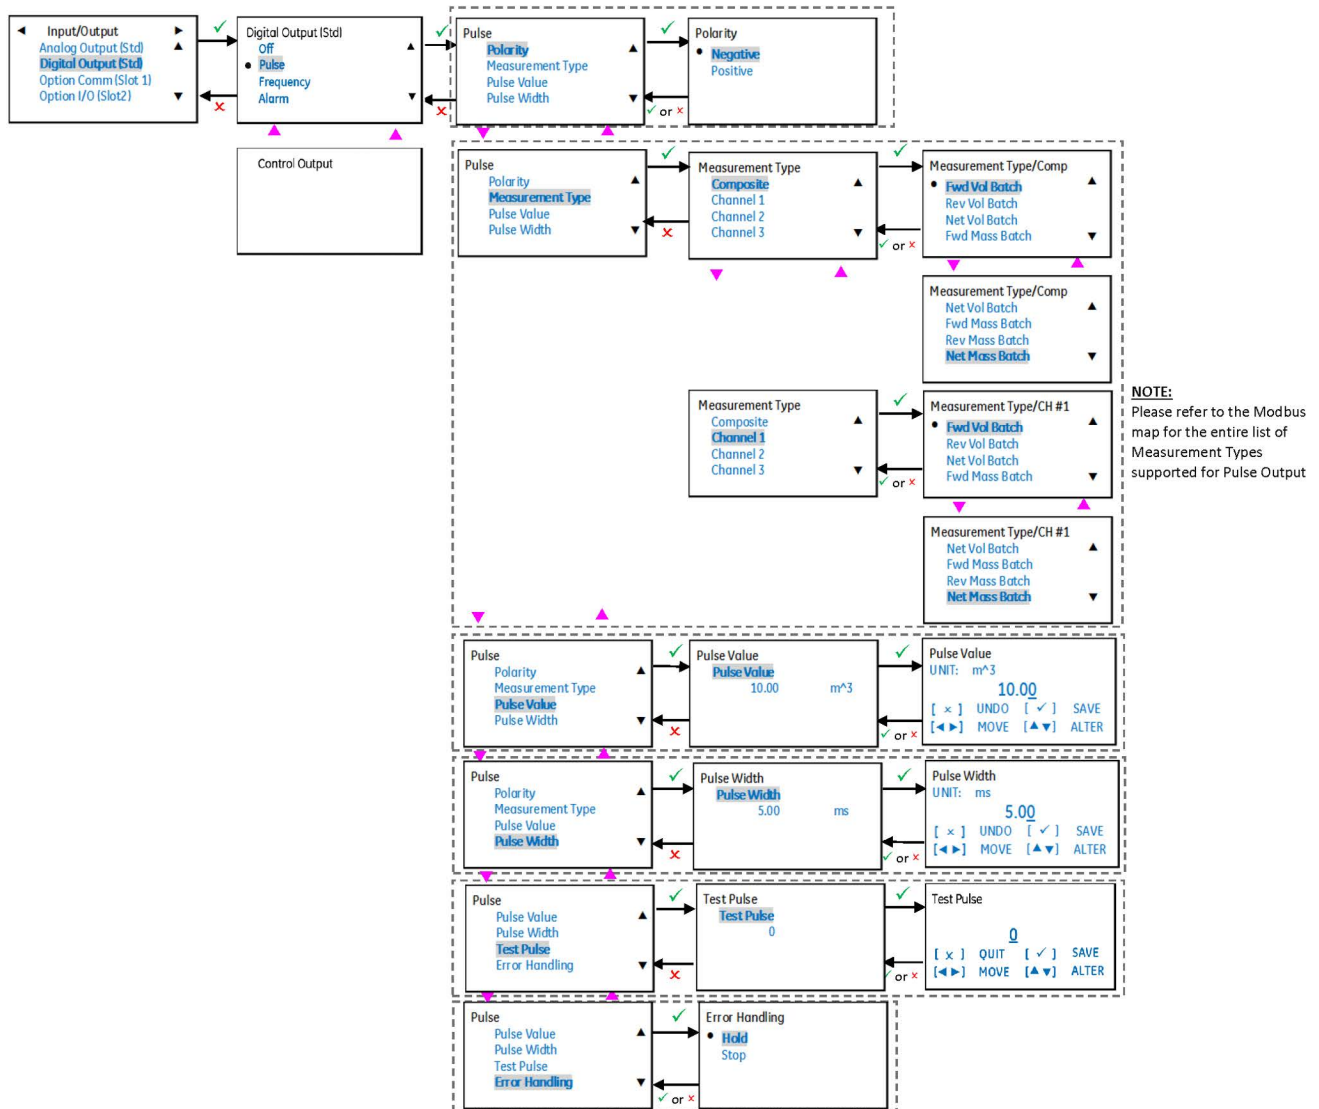 Input/Output
Analog Output (Std)
Digital Output (Std)
Option Comm (Slot 1)
Option I/O (Slot2)
Digital Output (Std)
Off
Pulse
Frequency
Alarm
Control Output
Pulse
Polarity
Measurement Type
Pulse Value
Pulse Width
Polarity
Negative
Positive
✓ or ×
Pulse
Polarity
Measurement Type
Pulse Value
Pulse Width
Measurement Type
Composite
Channel 1
Channel 2
Channel 3
Measurement Type/Comp
Fwd Vol Batch
Rev Vol Batch
Net Vol Batch
Fwd Mass Batch
✓ or ×
Measurement Type/Comp
Net Vol Batch
Fwd Mass Batch
Rev Mass Batch
Net Mass Batch
Measurement Type
Composite
Channel 1
Channel 2
Channel 3
Measurement Type/CH #1
Fwd Vol Batch
Rev Vol Batch
Net Vol Batch
Fwd Mass Batch
✓ or ×
Measurement Type/CH #1
Net Vol Batch
Fwd Mass Batch
Rev Mass Batch
Net Mass Batch
NOTE:
Please refer to the Modbus
map for the entire list of
Measurement Types
supported for Pulse Output
Pulse
Polarity
Measurement Type
Pulse Value
Pulse Width
Pulse Value
Pulse Value
10.00 m^3
Pulse Value
UNIT: m^3
10.00
[ × ] UNDO [ ✓ ] SAVE
[◄ ►] MOVE [▲▼] ALTER
✓ or ×
Pulse
Polarity
Measurement Type
Pulse Value
Pulse Width
Pulse Width
Pulse Width
5.00 ms
Pulse Width
UNIT: ms
5.00
[ × ] UNDO [ ✓ ] SAVE
[◄ ►] MOVE [▲▼] ALTER
✓ or ×
Pulse
Pulse Value
Pulse Width
Test Pulse
Error Handling
Test Pulse
Test Pulse
0
Test Pulse
0
[ × ] QUIT [ ✓ ] SAVE
[◄ ►] MOVE [▲▼] ALTER
✓ or ×
Pulse
Pulse Value
Pulse Width
Test Pulse
Error Handling
Error Handling
Hold
Stop
✓ or ×